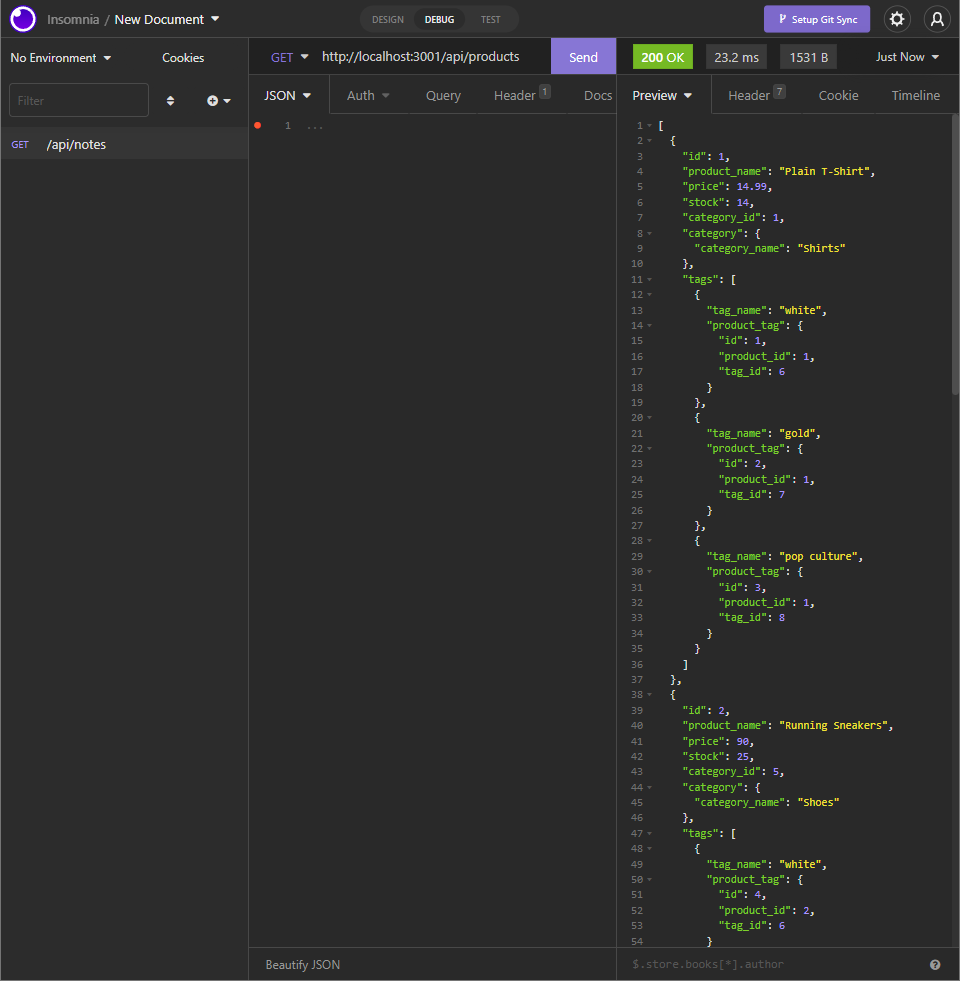 Insomnia / New Document
DESIGN DEBUG TEST
Setup Git Sync
No Environment Cookies
GET http://localhost:3001/api/products Send
200 OK 23.2 ms 1531 B Just Now
Filter
JSON Auth Query Header 1 Docs
Preview Header 7 Cookie Timeline
GET /api/notes
1 ...
1 [
2 {
3 "id": 1,
4 "product_name": "Plain T-Shirt",
5 "price": 14.99,
6 "stock": 14,
7 "category_id": 1,
8 "category": {
9 "category_name": "Shirts"
10 },
11 "tags": [
12 {
13 "tag_name": "white",
14 "product_tag": {
15 "id": 1,
16 "product_id": 1,
17 "tag_id": 6
18 }
19 },
20 {
21 "tag_name": "gold",
22 "product_tag": {
23 "id": 2,
24 "product_id": 1,
25 "tag_id": 7
26 }
27 },
28 {
29 "tag_name": "pop culture",
30 "product_tag": {
31 "id": 3,
32 "product_id": 1,
33 "tag_id": 8
34 }
35 }
36 ]
37 },
38 {
39 "id": 2,
40 "product_name": "Running Sneakers",
41 "price": 90,
42 "stock": 25,
43 "category_id": 5,
44 "category": {
45 "category_name": "Shoes"
46 },
47 "tags": [
48 {
49 "tag_name": "white",
50 "product_tag": {
51 "id": 4,
52 "product_id": 2,
53 "tag_id": 6
54 }
Beautify JSON
$.store.books[*].author